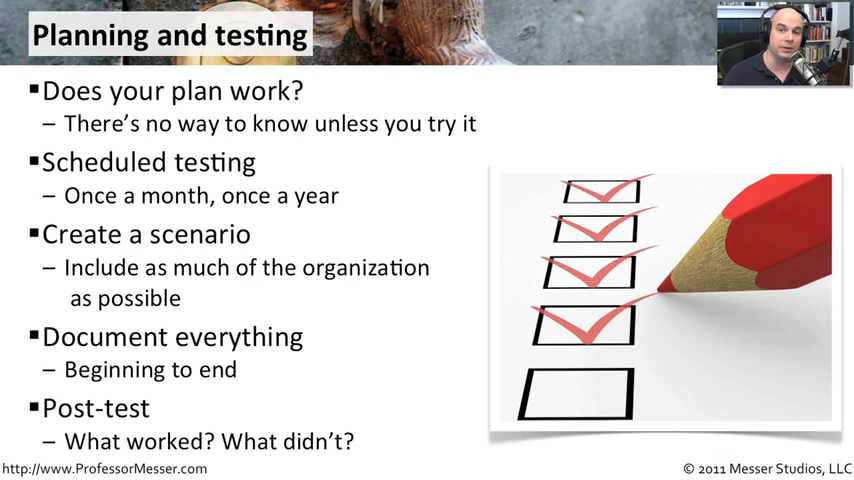 Planning and testing
▪Does your plan work?
– There's no way to know unless you try it
▪Scheduled testing
– Once a month, once a year
▪Create a scenario
– Include as much of the organization
as possible
▪Document everything
– Beginning to end
▪Post-test
– What worked? What didn't?
http://www.ProfessorMesser.com
© 2011 Messer Studios, LLC